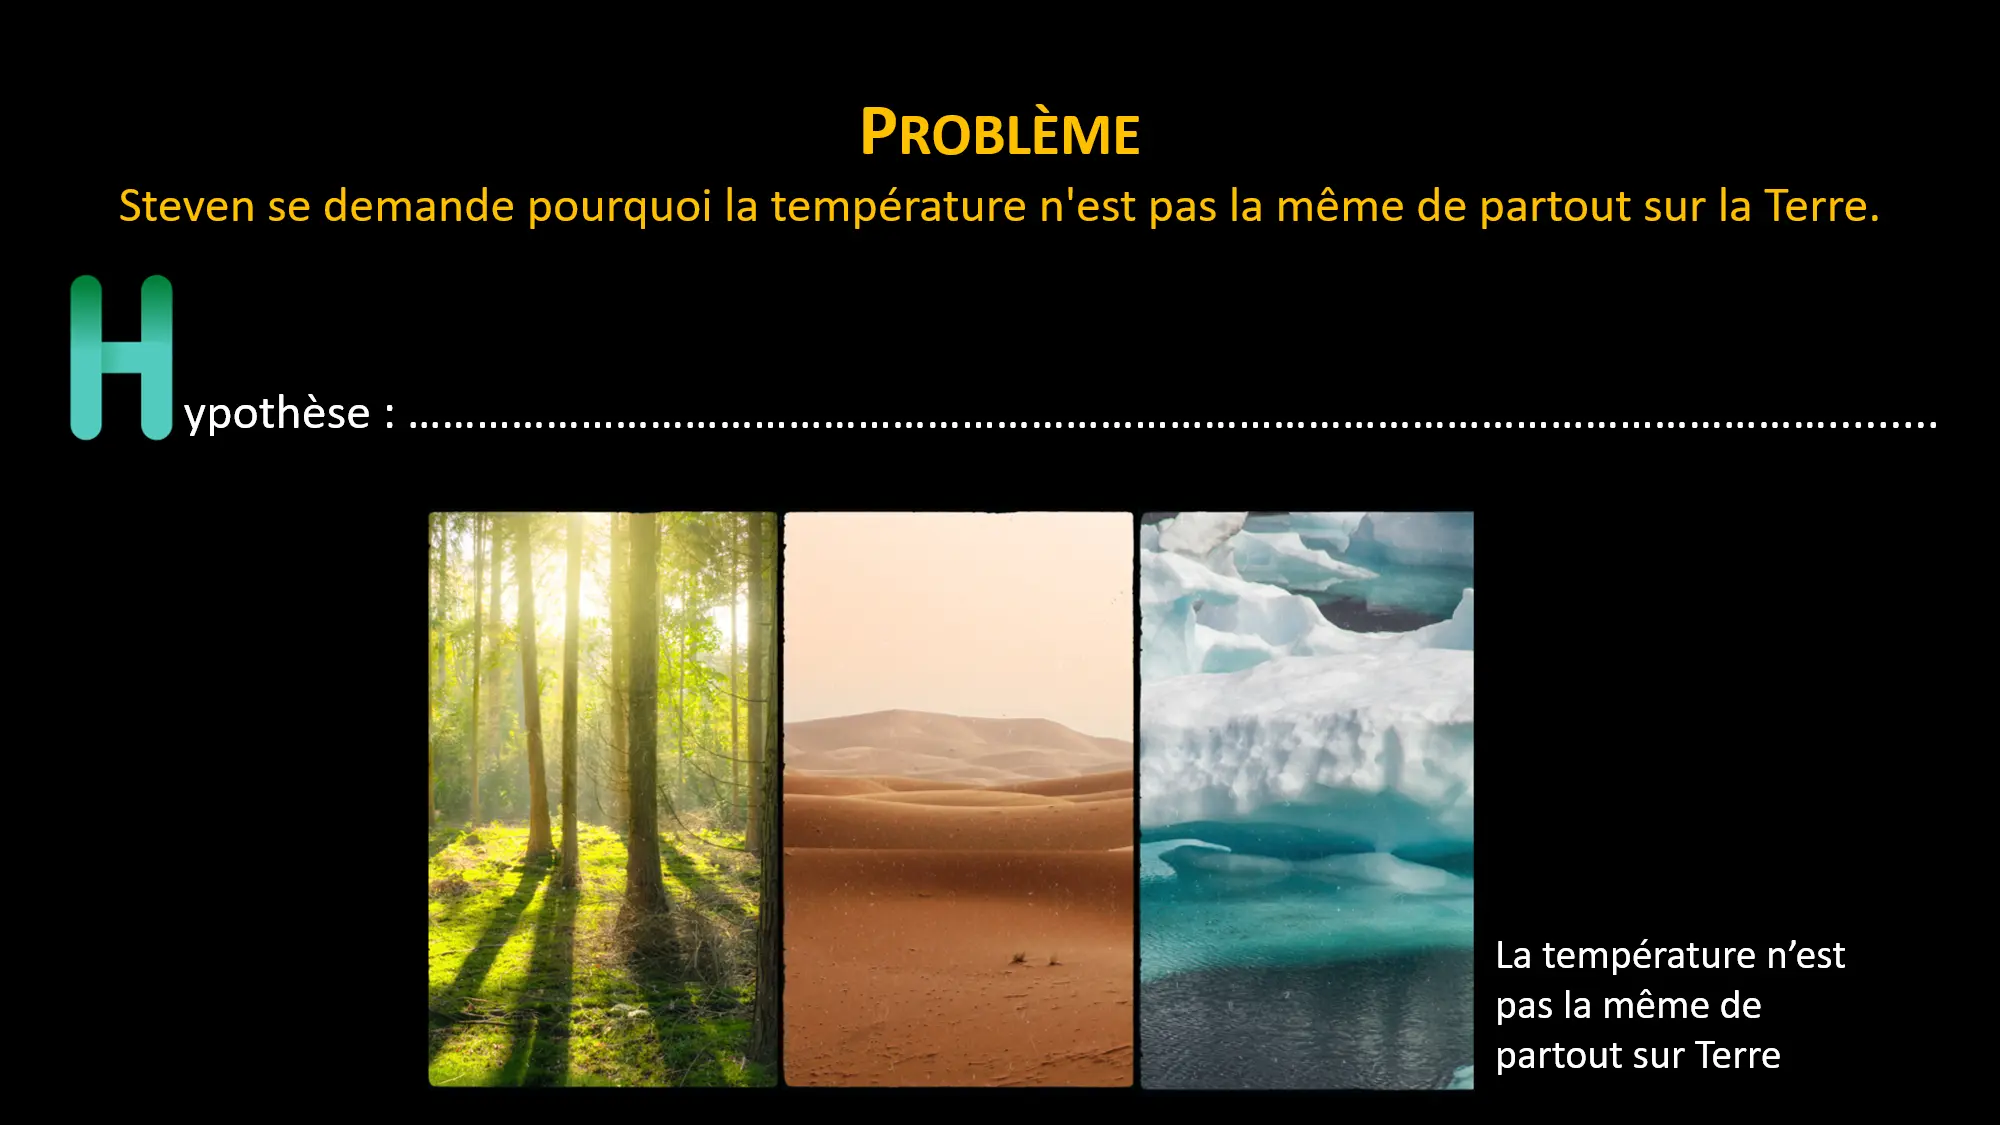 PROBLÈME
Steven se demande pourquoi la température n'est pas la même de partout sur la Terre.
Hypothèse : ……………………………………………………………………………………………………………………………..........
La température n’est
pas la même de
partout sur Terre